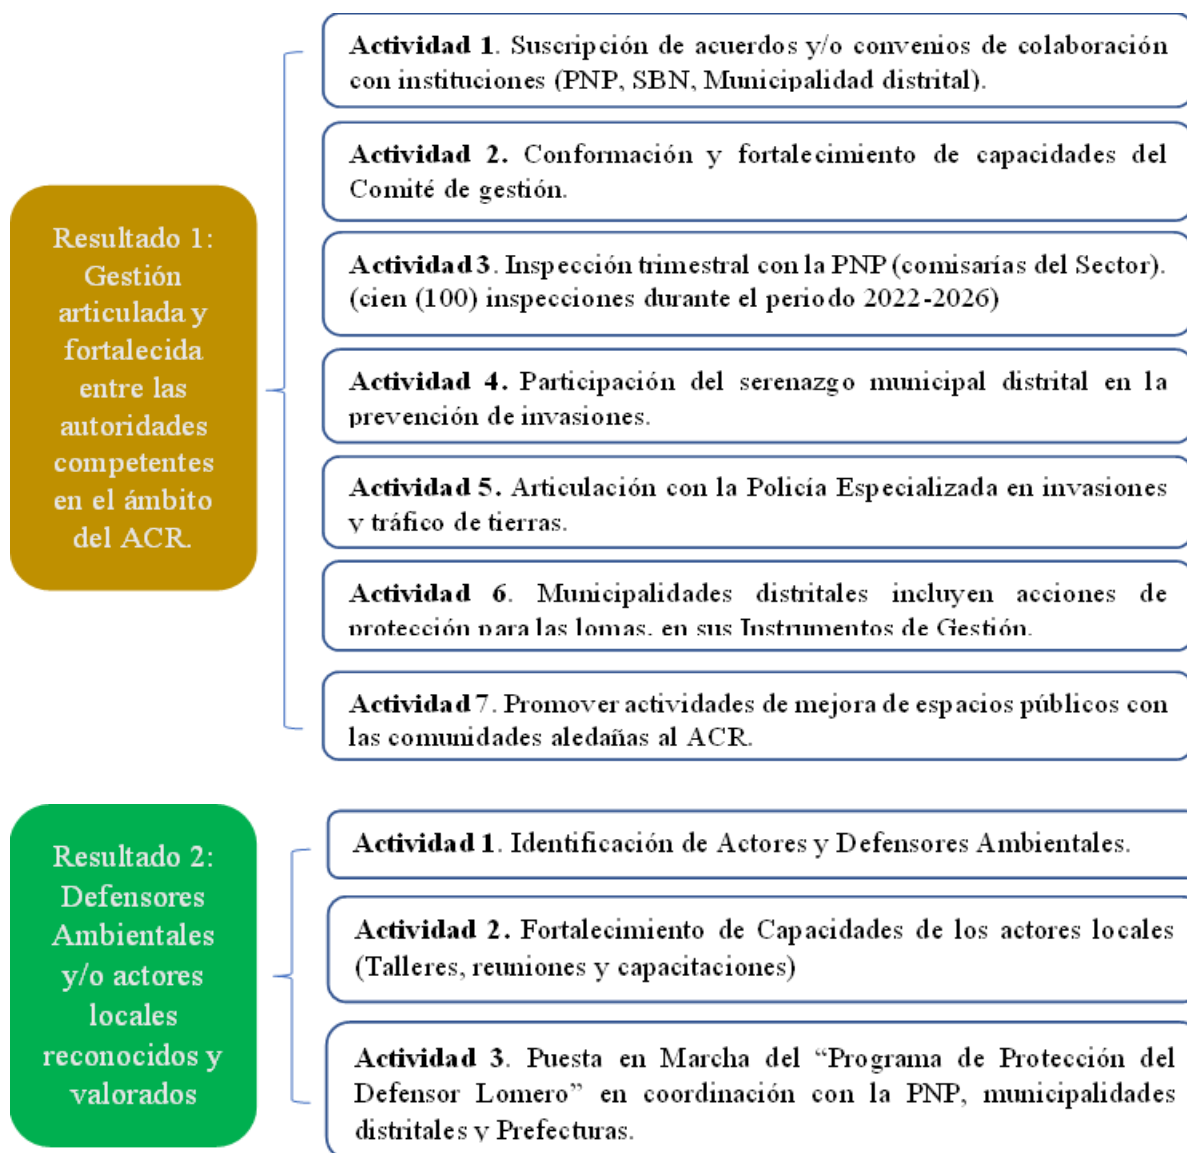 Resultado 1:
Gestión
articulada y
fortalecida
entre las
autoridades
competentes
en el ámbito
del ACR.
Actividad 1. Suscripción de acuerdos y/o convenios de colaboración
con instituciones (PNP, SBN, Municipalidad distrital).
Actividad 2. Conformación y fortalecimiento de capacidades del
Comité de gestión.
Actividad 3. Inspección trimestral con la PNP (comisarías del Sector).
(cien (100) inspecciones durante el periodo 2022-2026)
Actividad 4. Participación del serenazgo municipal distrital en la
prevención de invasiones.
Actividad 5. Articulación con la Policía Especializada en invasiones
y tráfico de tierras.
Actividad 6. Municipalidades distritales incluyen acciones de
protección para las lomas, en sus Instrumentos de Gestión.
Actividad 7. Promover actividades de mejora de espacios públicos con
las comunidades aledañas al ACR.
Resultado 2:
Defensores
Ambientales
y/o actores
locales
reconocidos y
valorados
Actividad 1. Identificación de Actores y Defensores Ambientales.
Actividad 2. Fortalecimiento de Capacidades de los actores locales
(Talleres, reuniones y capacitaciones)
Actividad 3. Puesta en Marcha del “Programa de Protección del
Defensor Lomero” en coordinación con la PNP, municipalidades
distritales y Prefecturas.